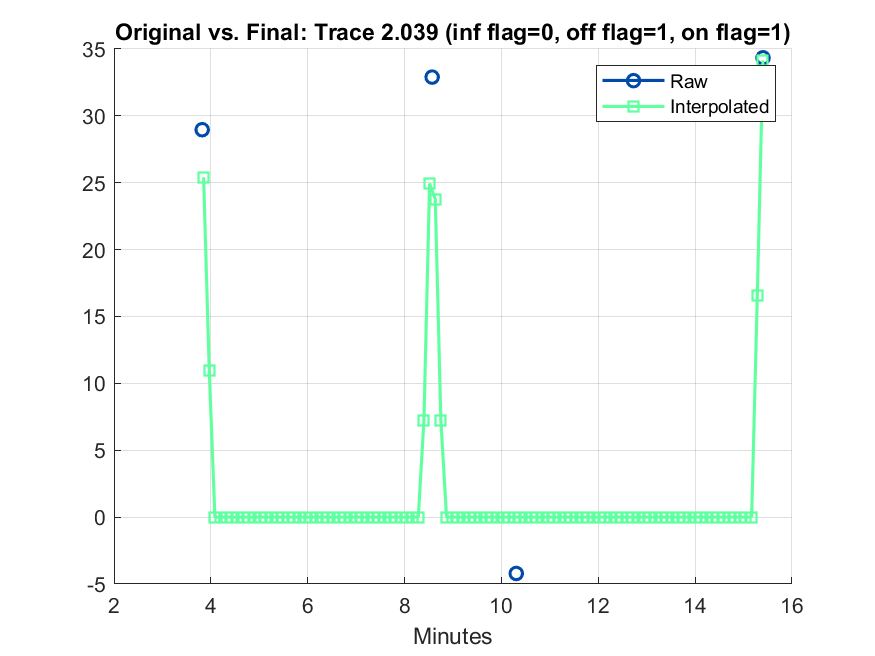 Original vs. Final: Trace 2.039 (inf flag=0, off flag=1, on flag=1)
35
30
25
20
15
10
5
0
-5
Raw
Interpolated
2 4 6 8 10 12 14 16
Minutes